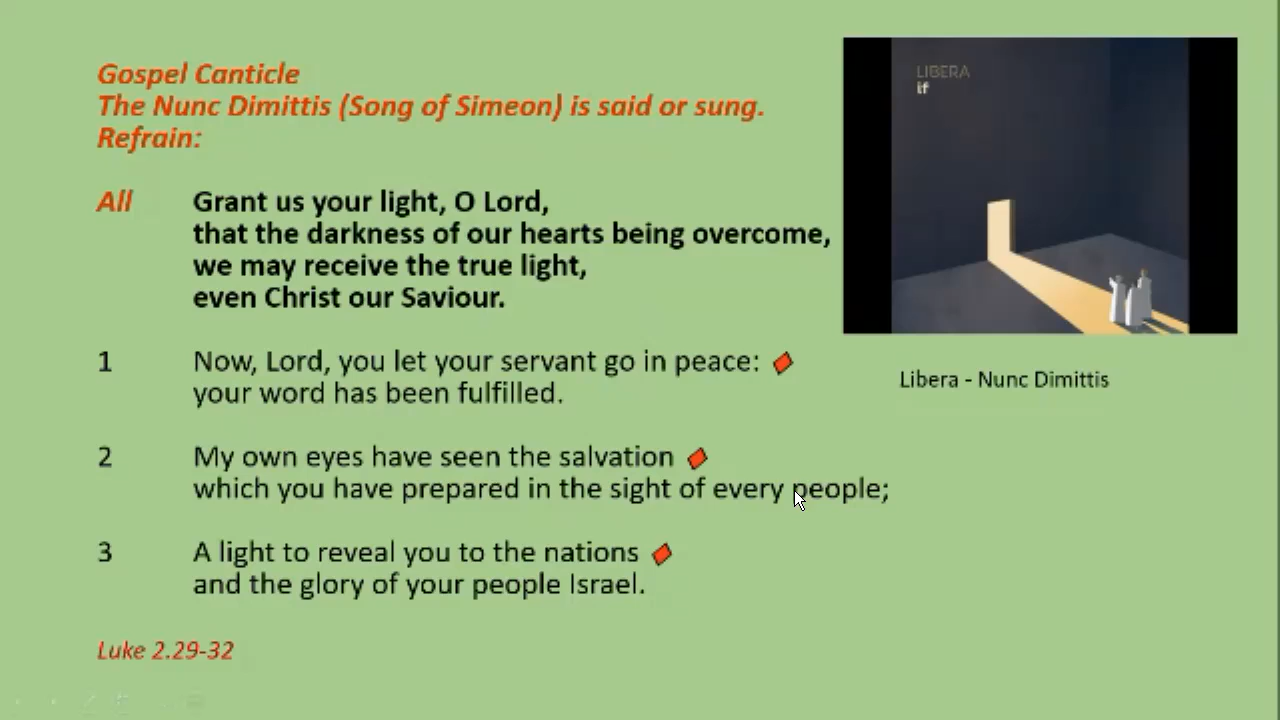 Gospel Canticle
The Nunc Dimittis (Song of Simeon) is said or sung.
Refrain:
All Grant us your light, O Lord,
that the darkness of our hearts being overcome,
we may receive the true light,
even Christ our Saviour.
1 Now, Lord, you let your servant go in peace:
your word has been fulfilled.
2 My own eyes have seen the salvation
which you have prepared in the sight of every people;
3 A light to reveal you to the nations
and the glory of your people Israel.
Luke 2.29-32
LIBERA
if
Libera - Nunc Dimittis